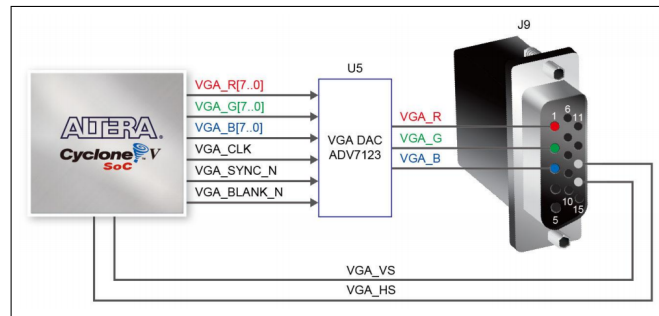 J9
U5
VGA_R[7..0]
VGA_G[7..0]
VGA_B[7..0]
VGA_CLK
VGA_SYNC_N
VGA_BLANK_N
ALTERA
Cyclone V
SoC
VGA DAC
ADV7123
VGA_R
VGA_G
VGA_B
1
6
11
5
10
15
VGA_VS
VGA_HS